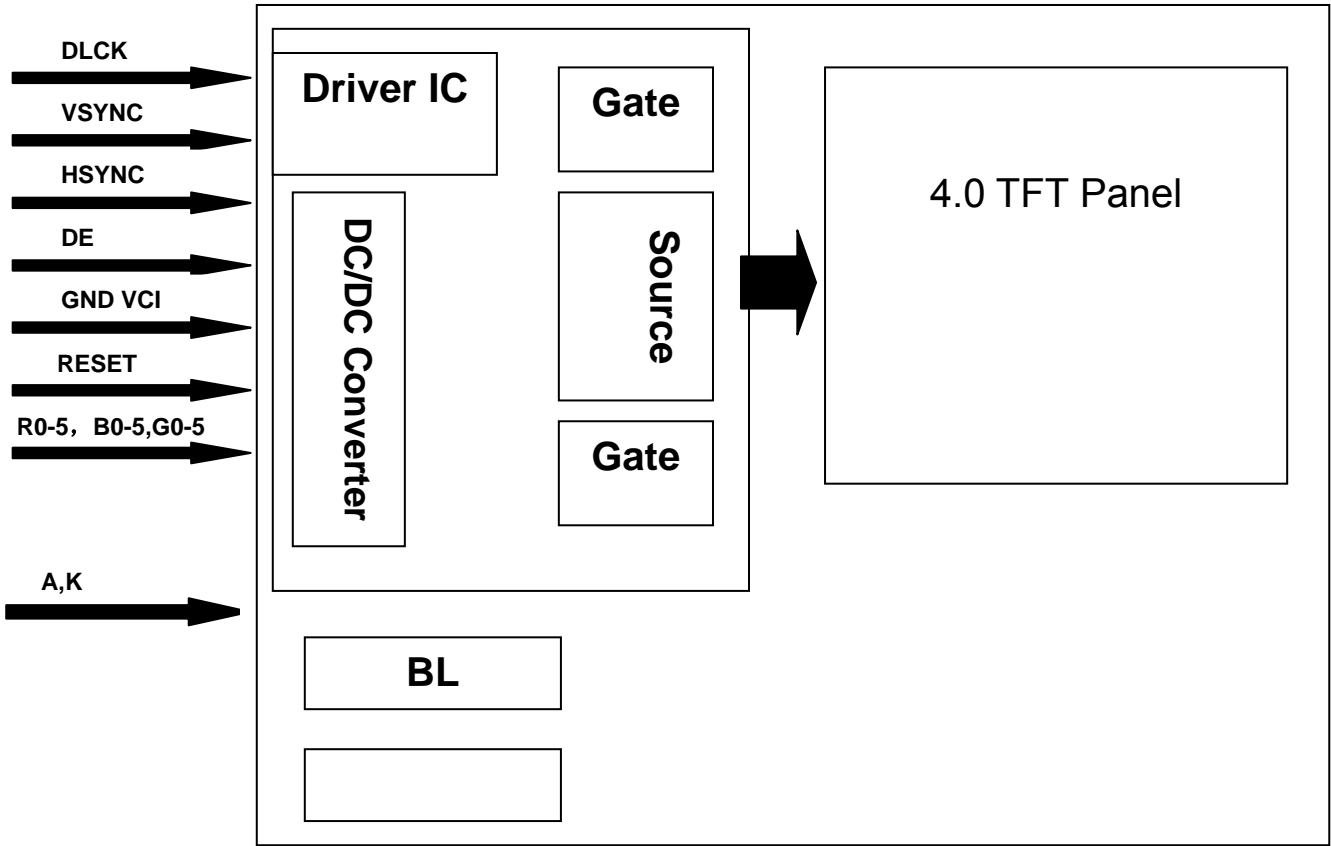 DLCK
VSYNC
HSYNC
DE
GND VCI
RESET
R0-5，B0-5,G0-5
A,K
Driver IC
DC/DC Converter
Gate
Source
Gate
BL
4.0 TFT Panel